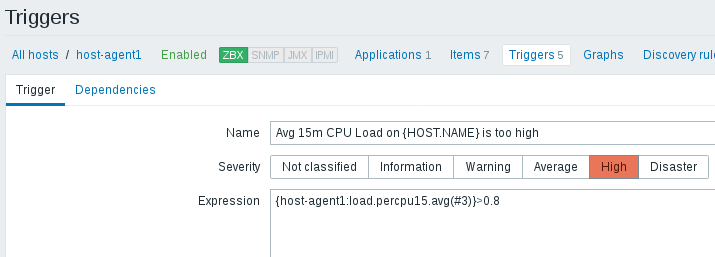 Triggers
All hosts / host-agent1 Enabled ZBX SNMP JMX IPMI Applications 1 Items 7 Triggers 5 Graphs Discovery rul
Trigger Dependencies
Name Avg 15m CPU Load on {HOST.NAME} is too high
Severity Not classified Information Warning Average High Disaster
Expression {host-agent1:load.percpu15.avg(#3)}>0.8